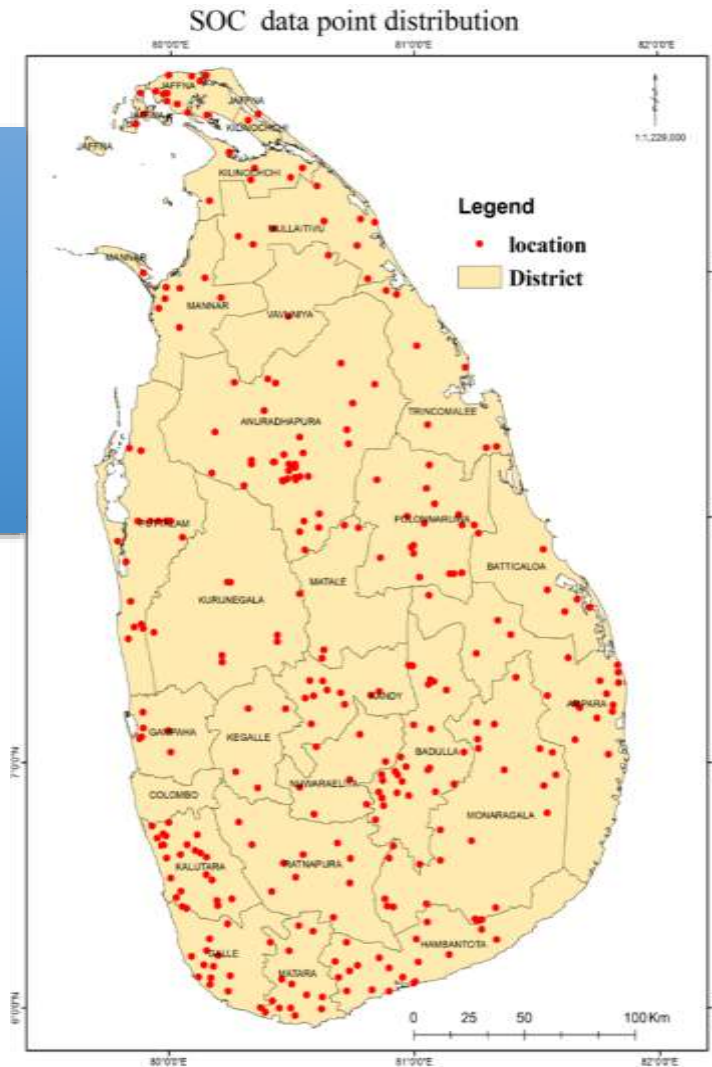 SOC data point distribution
80°0'0"E 81°0'0"E 82°0'0"E
JAFFNA
JAFFNA
JAFFNA
KILINOCHCHI
JAFFNA
1:1,229,000
KILINOCHCHI
Legend
MULLAITIVU
location
MANNAR
District
MANNAR
VAVUNIYA
TRINCOMALEE
ANURADHAPURA
PUTTALAM
POLONNARUWA
BATTICALOA
MATALE
KURUNEGALA
KANDY
AMPARA
GAMPAHA
KEGALLE
BADULLA
7°0'0"N
NUWARAELIYA
COLOMBO
MONARAGALA
KALUTARA
RATNAPURA
HAMBANTOTA
GALLE
MATARA
6°0'0"N
0 25 50 100 Km
80°0'0"E 81°0'0"E 82°0'0"E